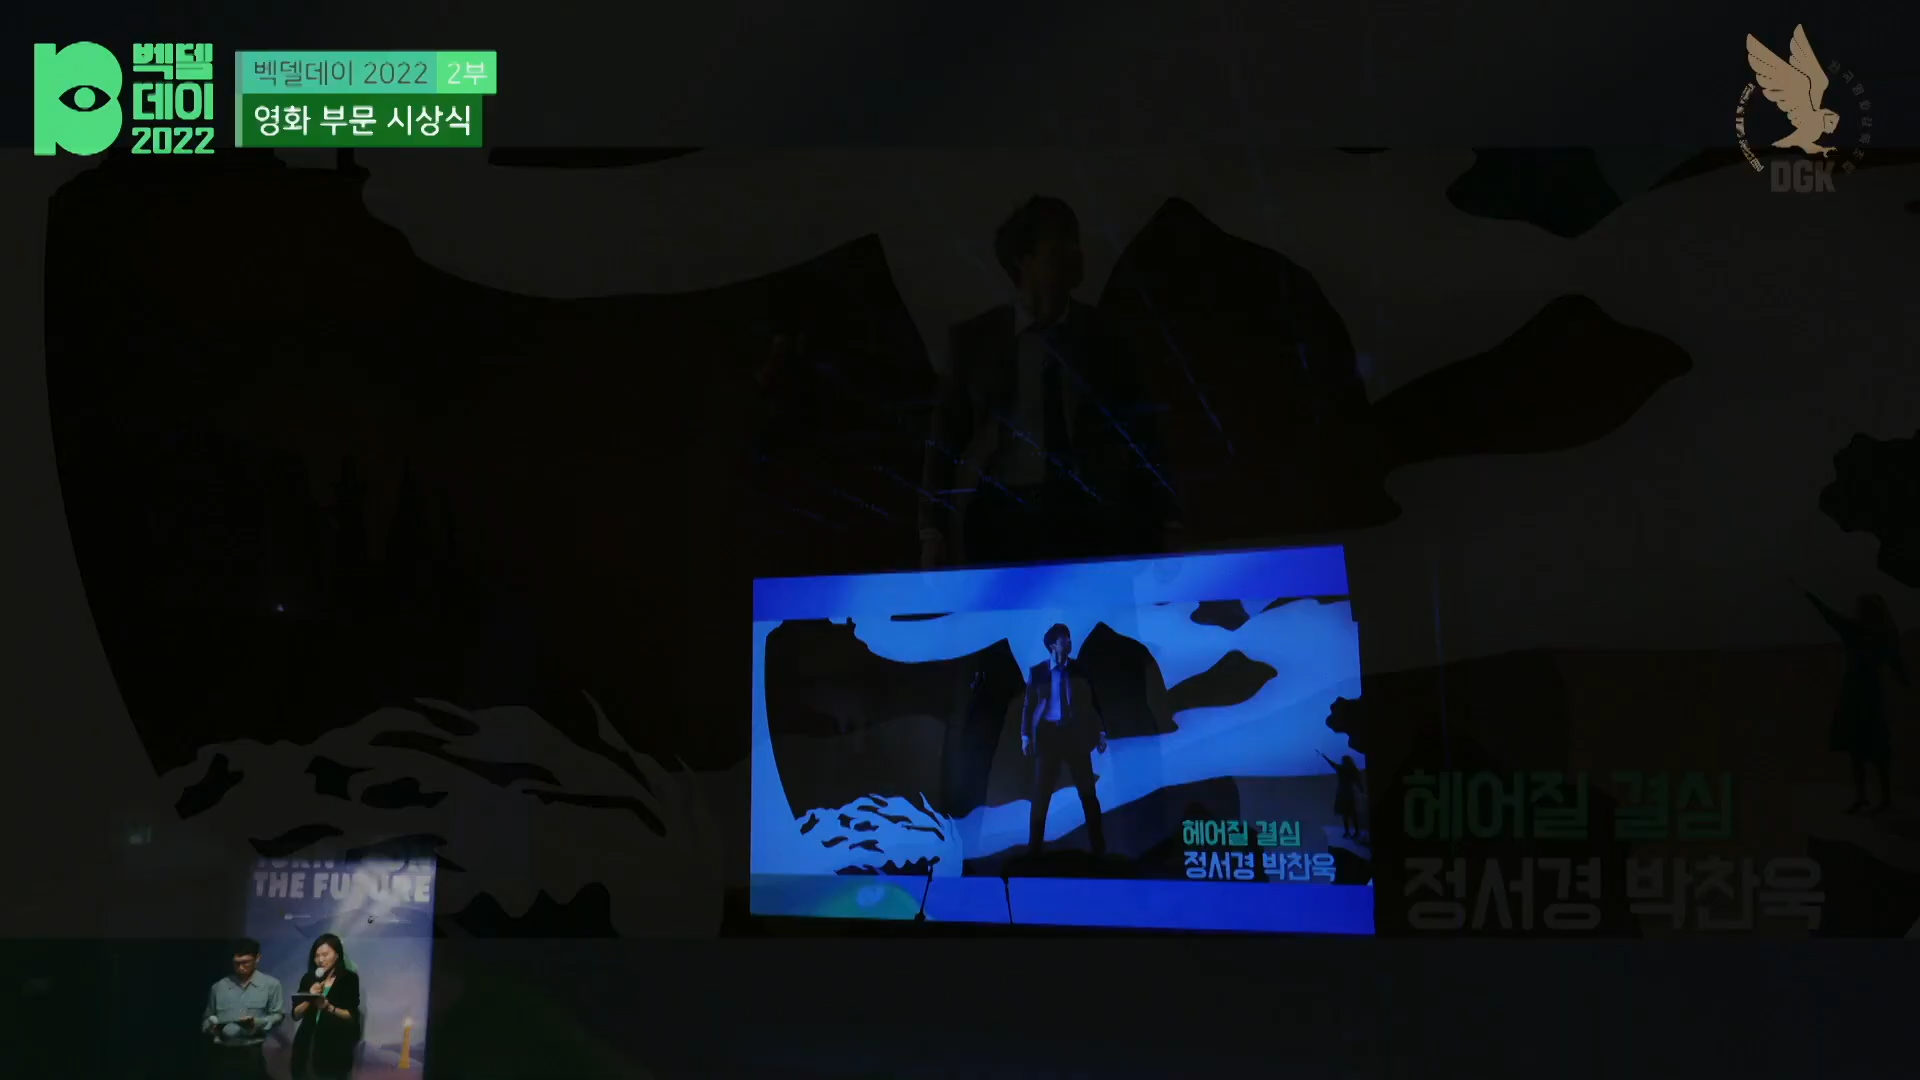 벡델
데이
2022
벡델데이 2022 2부
영화 부문 시상식
DGK
헤어질 결심
정서경 박찬욱
헤어질 결심
정서경 박찬욱
THE FUTURE